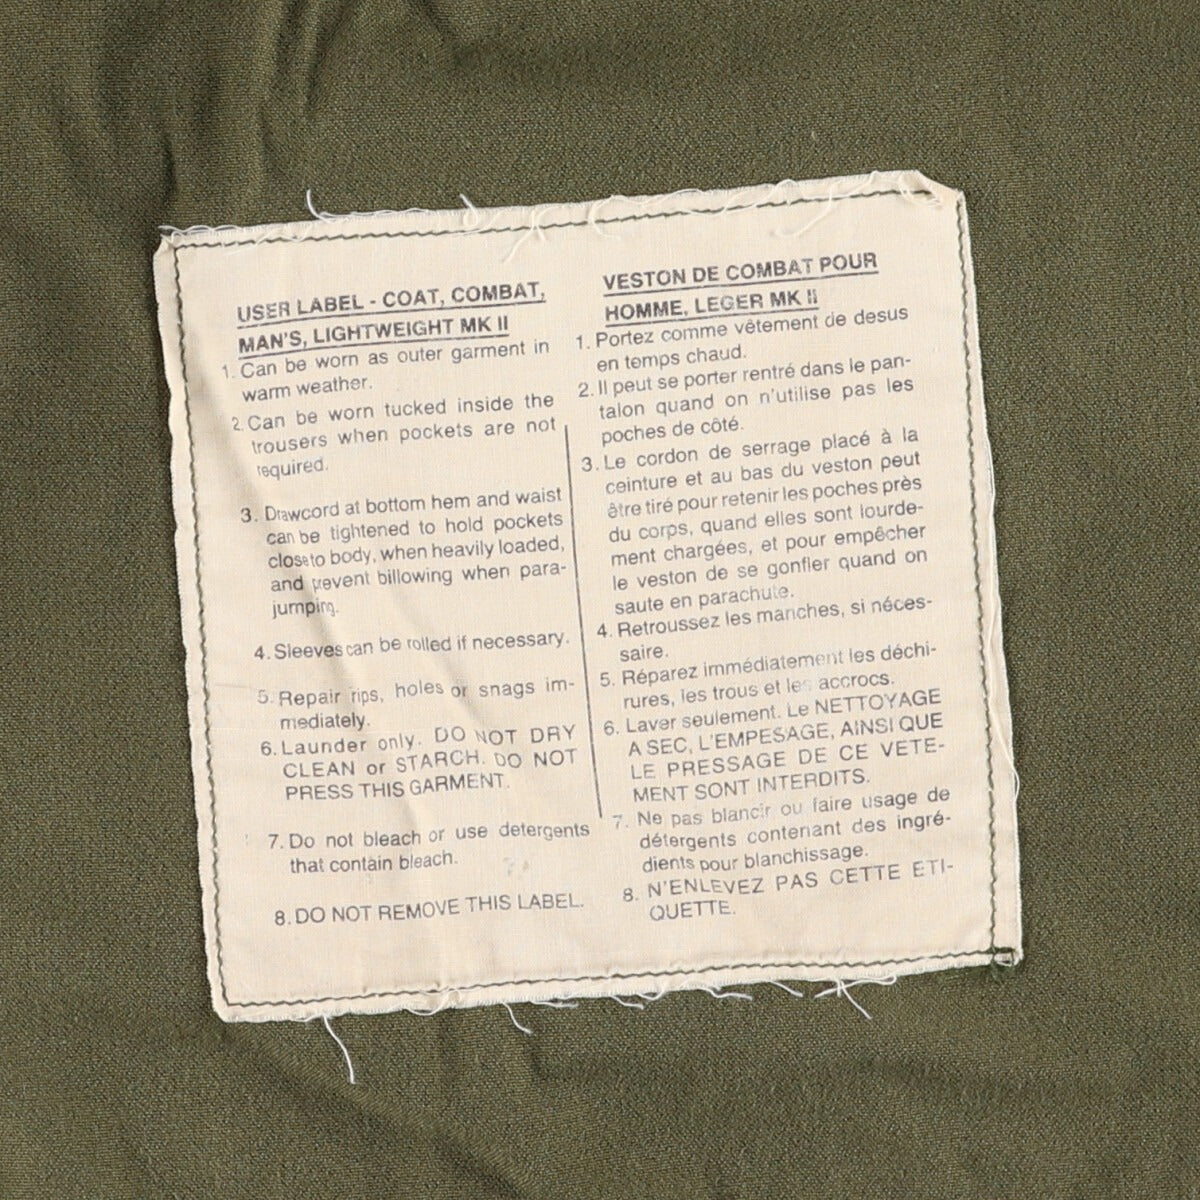 USER LABEL - COAT, COMBAT,
MAN'S, LIGHTWEIGHT MK II
1. Can be worn as outer garment in
warm weather.
2. Can be worn tucked inside the
trousers when pockets are not
required.
3. Drawcord at bottom hem and waist
can be tightened to hold pockets
close to body, when heavily loaded,
and prevent billowing when para-
jumping.
4. Sleeves can be rolled if necessary.
5. Repair rips, holes or snags im-
mediately.
6. Launder only. DO NOT DRY
CLEAN or STARCH. DO NOT
PRESS THIS GARMENT.
7. Do not bleach or use detergents
that contain bleach.
8. DO NOT REMOVE THIS LABEL.
VESTON DE COMBAT POUR
HOMME, LEGER MK II
1. Portez comme vêtement de desus
en temps chaud.
2. Il peut se porter rentré dans le pan-
talon quand on n'utilise pas les
poches de côté.
3. Le cordon de serrage placé à la
ceinture et au bas du veston peut
être tiré pour retenir les poches près
du corps, quand elles sont lourde-
ment chargées, et pour empêcher
le veston de se gonfler quand on
saute en parachute.
4. Retroussez les manches, si néces-
saire.
5. Réparez immédiatement les déchi-
rures, les trous et les accrocs.
6. Laver seulement. Le NETTOYAGE
A SEC, L'EMPESAGE, AINSI QUE
LE PRESSAGE DE CE VETE-
MENT SONT INTERDITS.
7. Ne pas blancir ou faire usage de
détergents contenant des ingré-
dients pour blanchissage.
8. N'ENLEVEZ PAS CETTE ETI-
QUETTE.